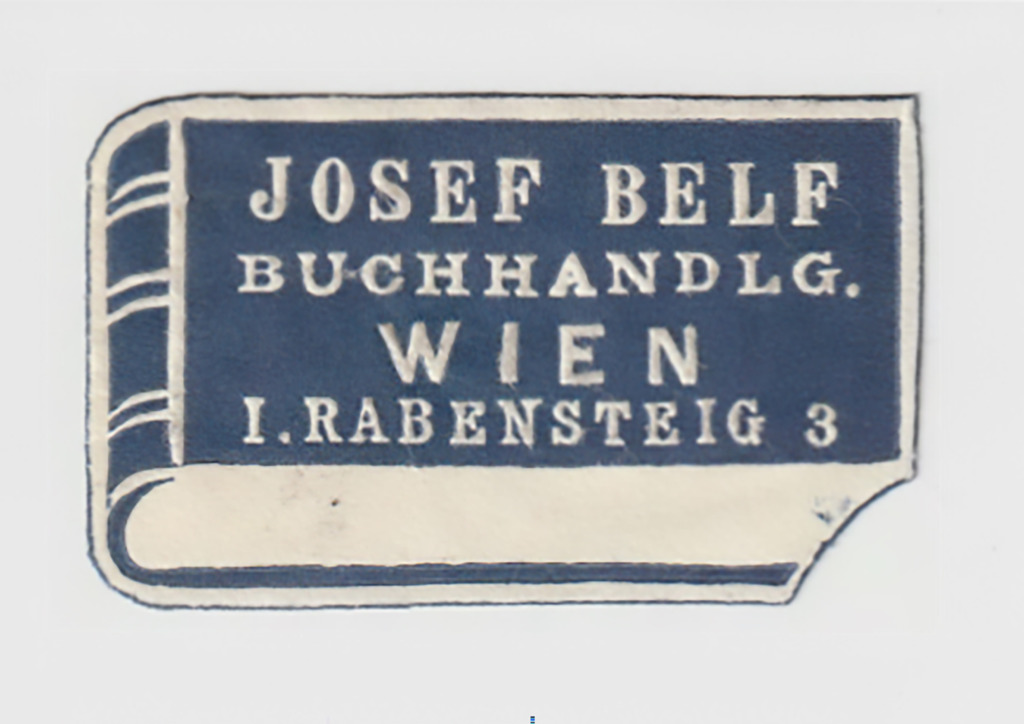 JOSEF BELF
BUCHHANDLG.
WIEN
I. RABENSTEIG 3